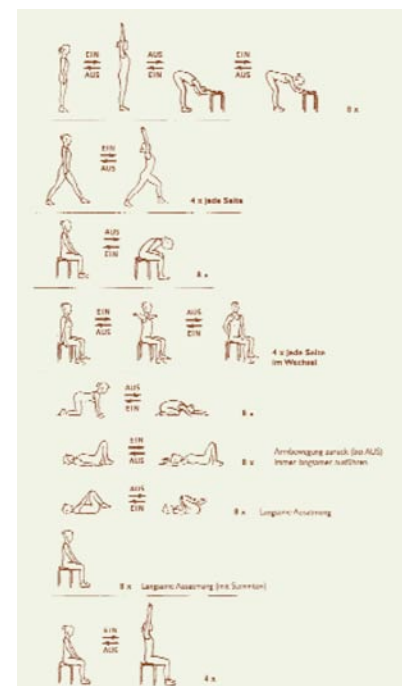 EIN AUS EIN
AUS EIN AUS
8 x
EIN
AUS
4 x jede Seite
AUS
EIN
EIN AUS
AUS EIN
4 x jede Seite
im Wechsel
AUS
EIN
EIN
AUS
8 x
Armbewegung zurück (bei AUS)
immer langsamer ausführen
AUS
EIN
8 x Langsame Ausatmung
8 x Langsame Ausatmung (mit Summton)
EIN
AUS
4 x